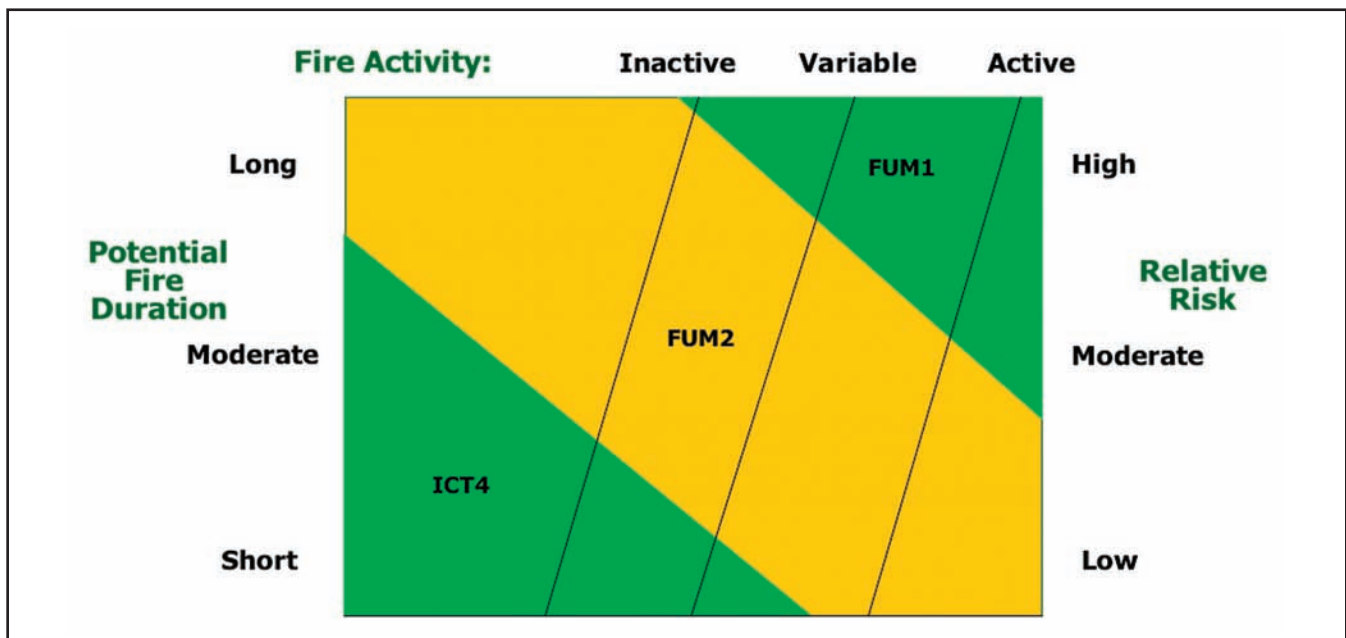 Fire Activity: Inactive Variable Active
Long FUM1 High
Potential
Fire
Duration
Relative
Risk
Moderate FUM2 Moderate
ICT4
Short Low